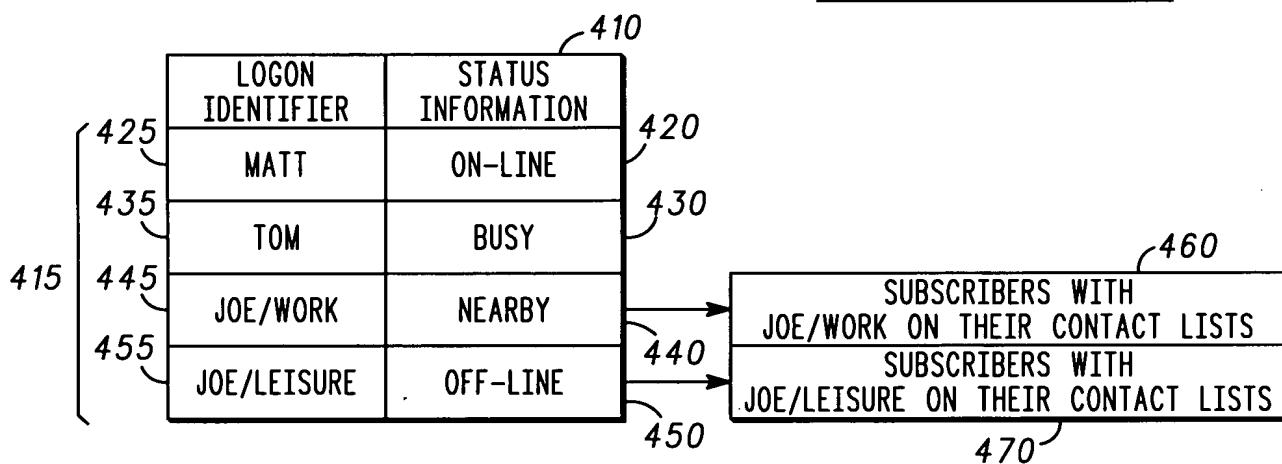 410
LOGON
IDENTIFIER
STATUS
INFORMATION
425
MATT
ON-LINE
420
435
TOM
BUSY
430
415
445
JOE/WORK
NEARBY
440
460
SUBSCRIBERS WITH
JOE/WORK ON THEIR CONTACT LISTS
455
JOE/LEISURE
OFF-LINE
450
SUBSCRIBERS WITH
JOE/LEISURE ON THEIR CONTACT LISTS
470